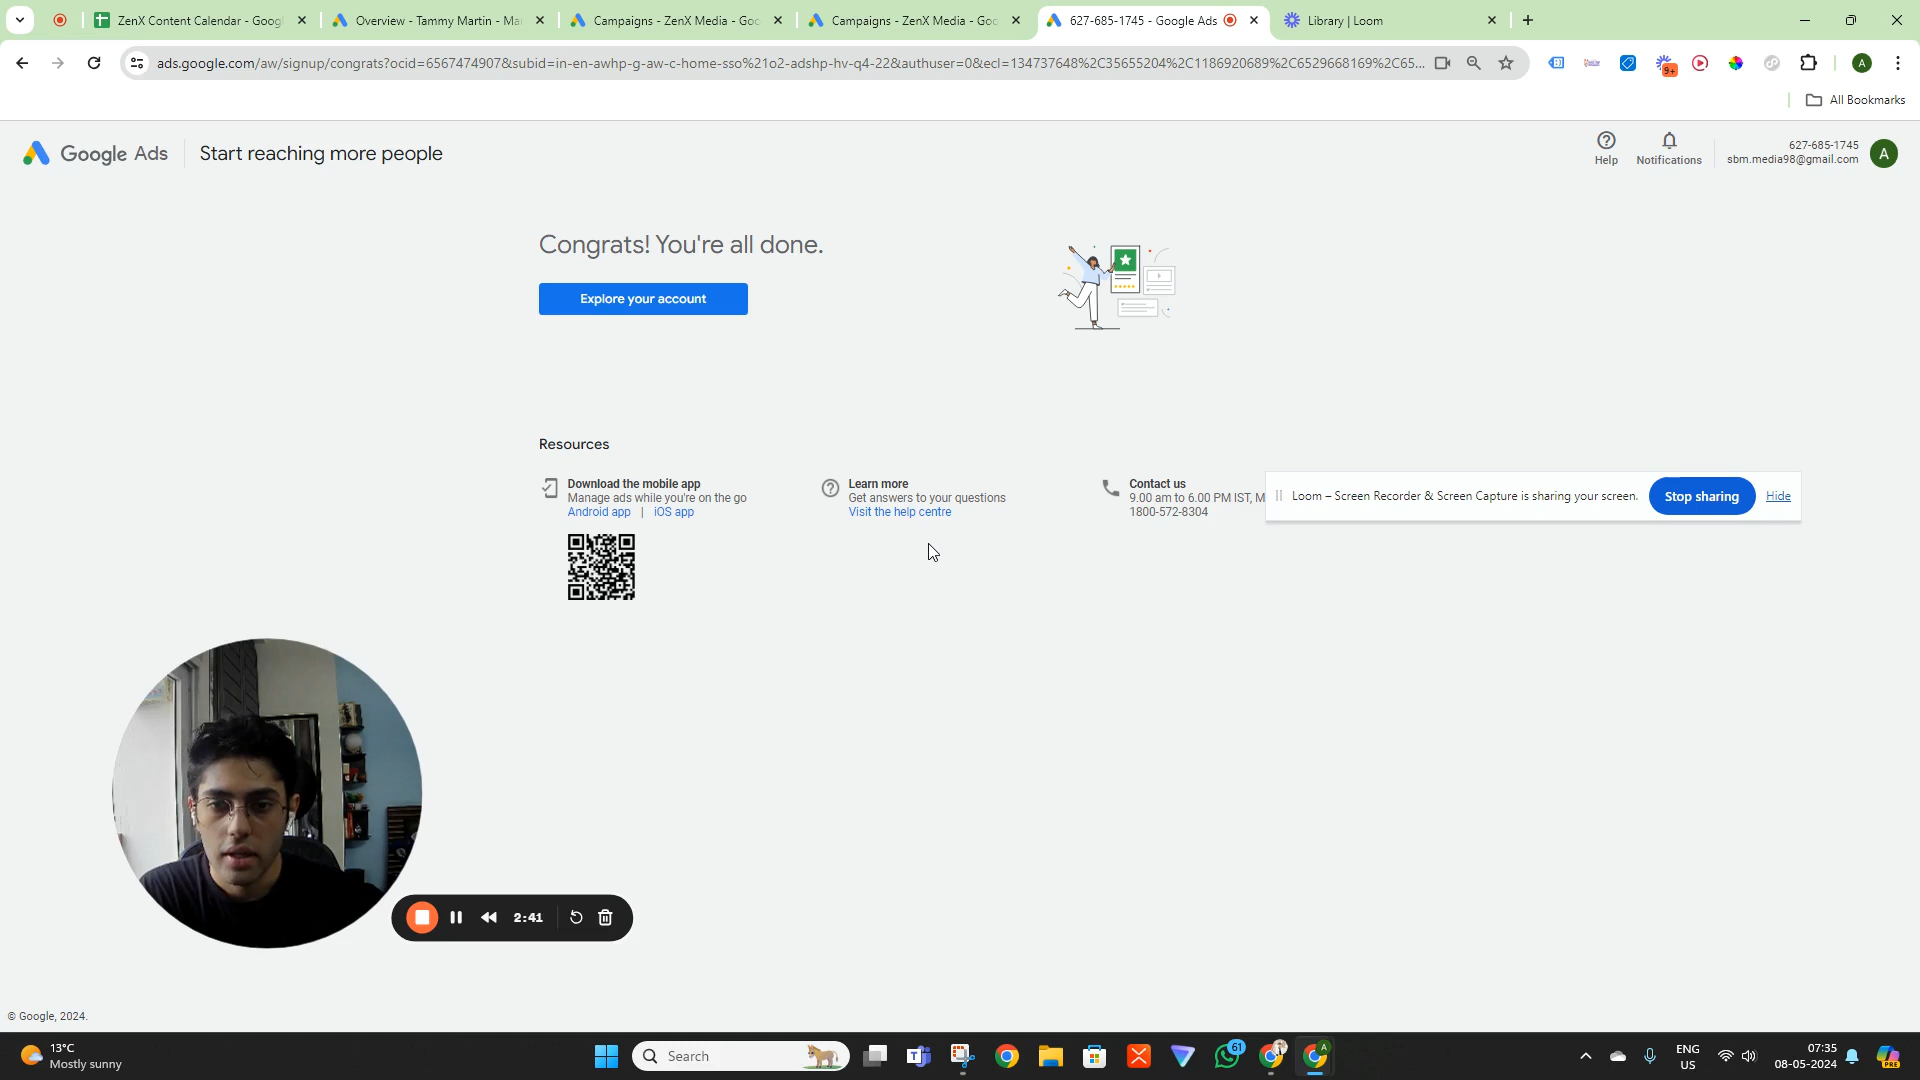 ZenX Content Calendar - Goog
Overview - Tammy Martin - Ma
Campaigns - ZenX Media - Goo
Campaigns - ZenX Media - Goo
627-685-1745 - Google Ads
Library | Loom
ads.google.com/aw/signup/congrats?ocid=6567474907&subid=in-en-awhp-g-aw-c-home-sso%21o2-adshp-hv-q4-22&authuser=0&ecl=134737648%2C35655204%2C1186920689%2C6529668169%2C65...
9+
A
All Bookmarks
Google Ads
Start reaching more people
Help
Notifications
627-685-1745
sbm.media98@gmail.com
A
Congrats! You're all done.
Explore your account
Resources
Download the mobile app
Manage ads while you're on the go
Android app | iOS app
Learn more
Get answers to your questions
Visit the help centre
Contact us
9.00 am to 6.00 PM IST, M
1800-572-8304
Loom – Screen Recorder & Screen Capture is sharing your screen.
Stop sharing
Hide
2:41
© Google, 2024.
13°C
Mostly sunny
Search
61
A
ENG
US
07:35
08-05-2024
PRE